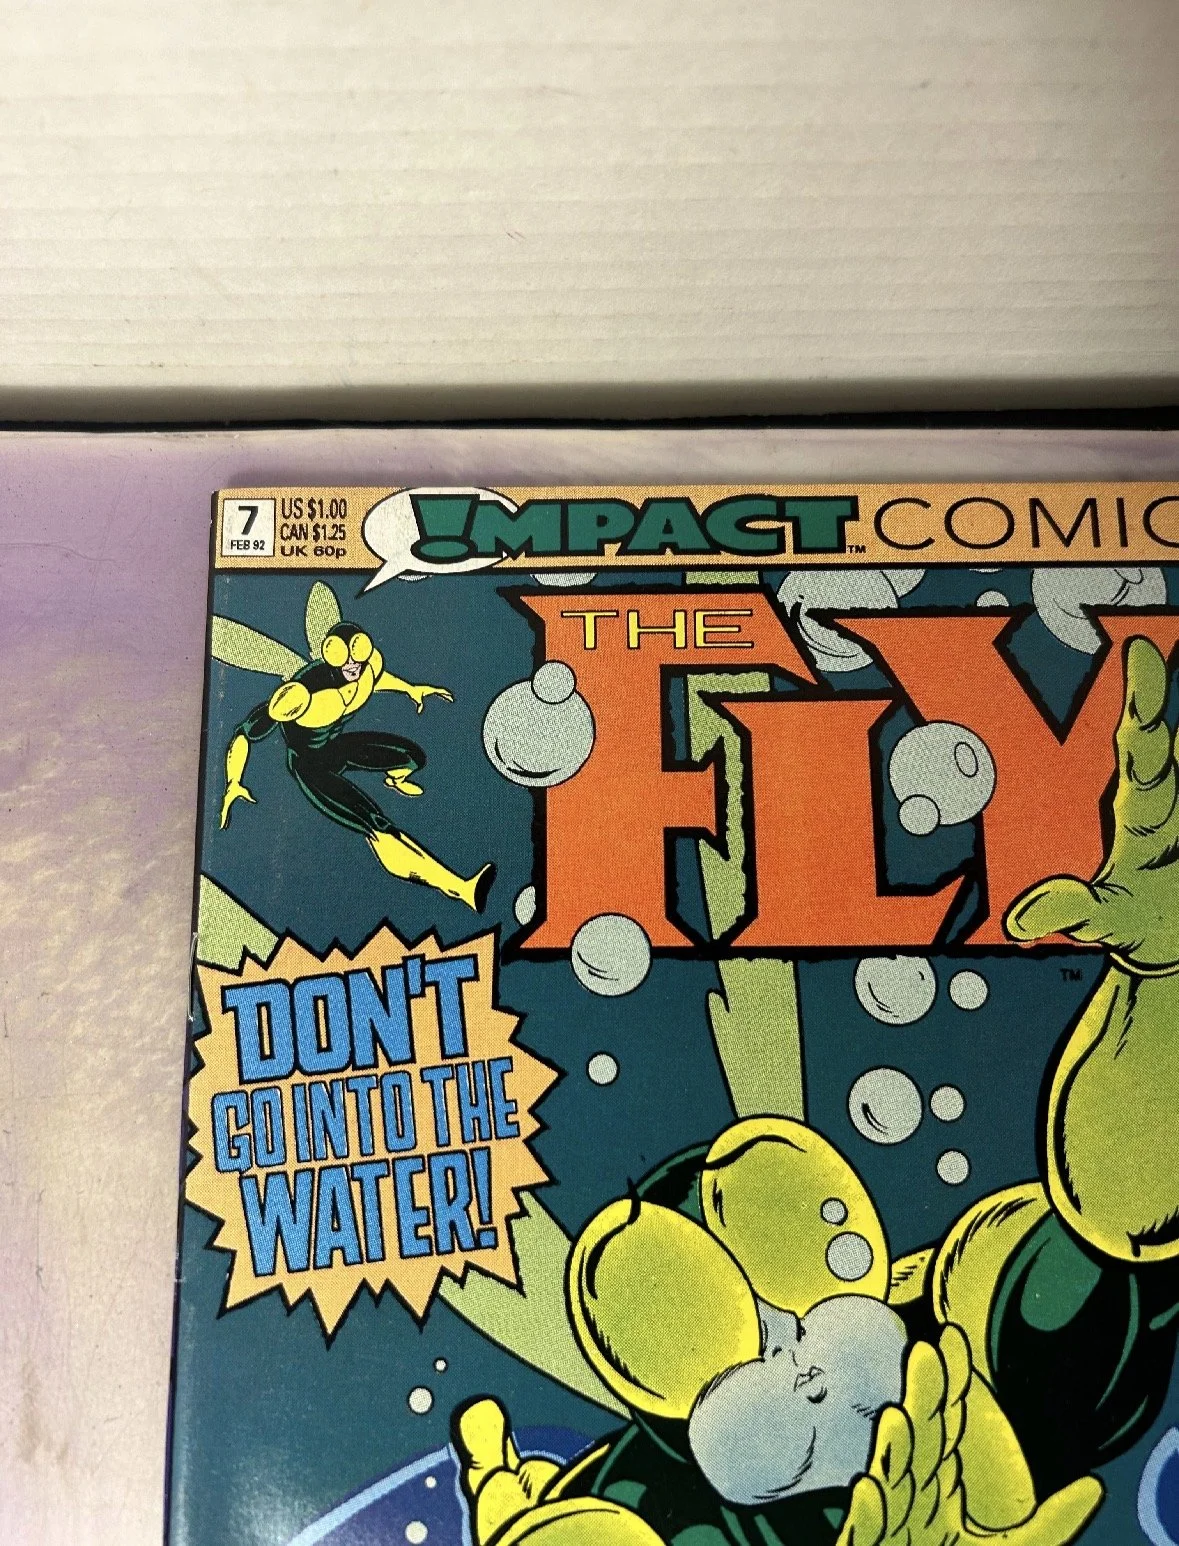 7
FEB 92
US $1.00
CAN $1.25
UK 60p
!MPACT™ COMIC
THE
FLY
™
DON'T
GO INTO THE
WATER!